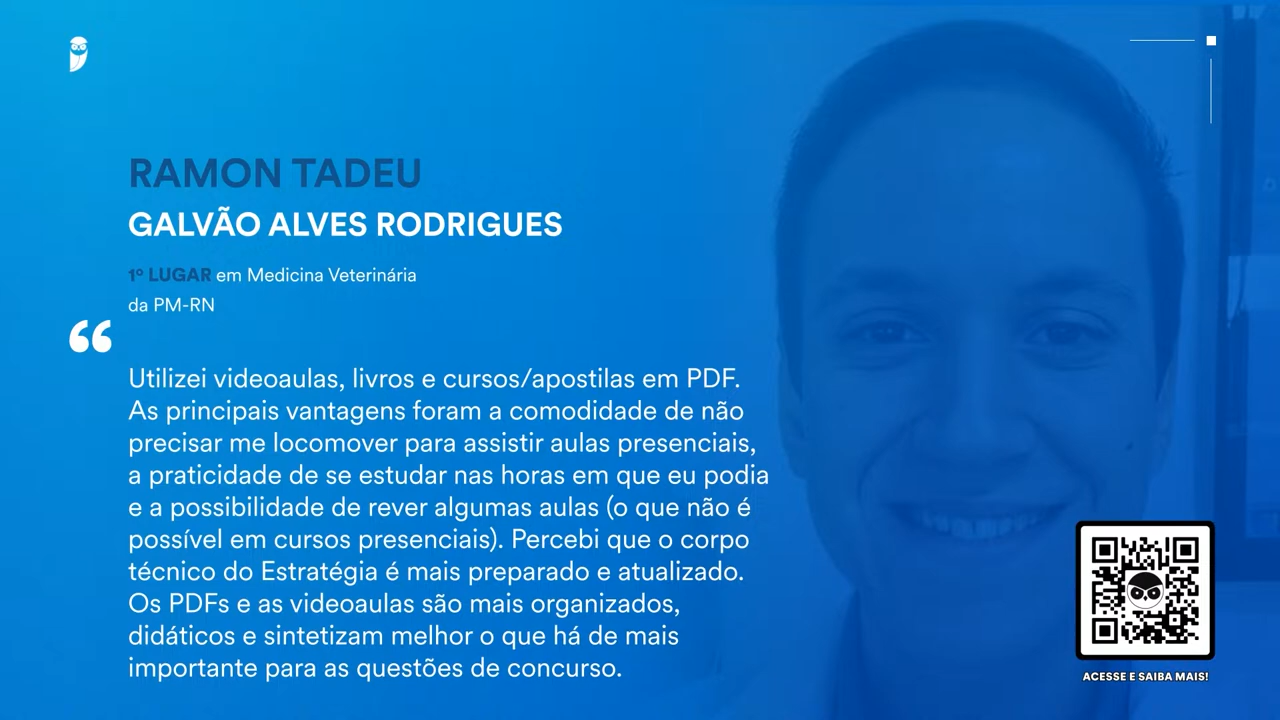 RAMON TADEU
GALVÃO ALVES RODRIGUES
1º LUGAR em Medicina Veterinária
da PM-RN
“
Utilizei videoaulas, livros e cursos/apostilas em PDF.
As principais vantagens foram a comodidade de não
precisar me locomover para assistir aulas presenciais,
a praticidade de se estudar nas horas em que eu podia
e a possibilidade de rever algumas aulas (o que não é
possível em cursos presenciais). Percebi que o corpo
técnico do Estratégia é mais preparado e atualizado.
Os PDFs e as videoaulas são mais organizados,
didáticos e sintetizam melhor o que há de mais
importante para as questões de concurso.
ACESSE E SAIBA MAIS!